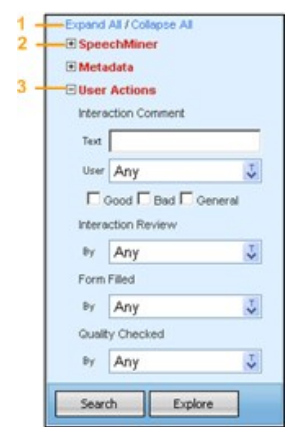 1 Expand All / Collapse All
2 SpeechMiner
Metadata
3 User Actions
Interaction Comment
Text
User Any
Good Bad General
Interaction Review
By Any
Form Filled
By Any
Quality Checked
By Any
Search Explore